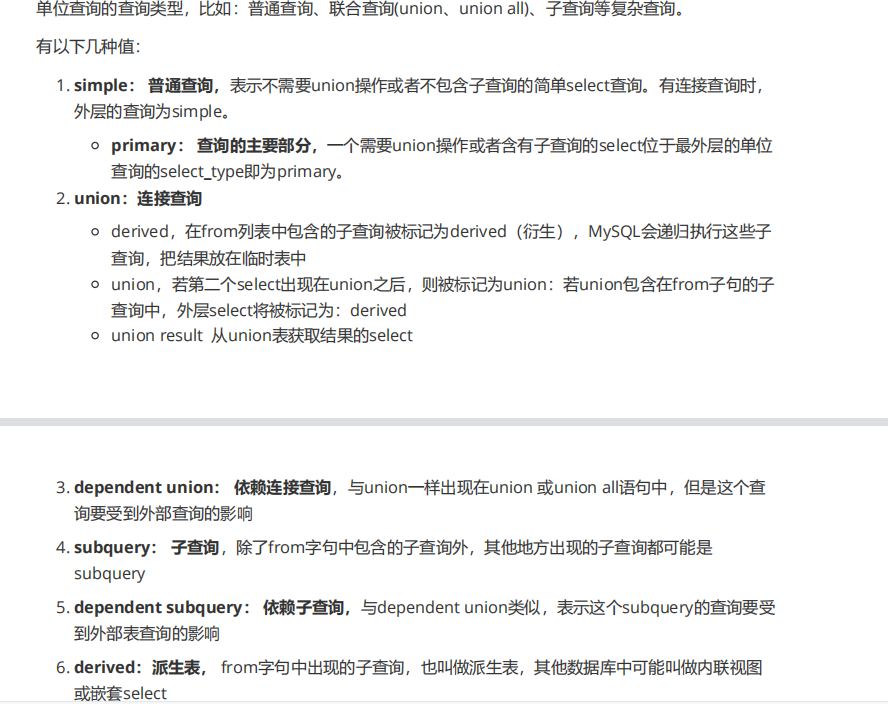 单位查询的查询类型，比如：普通查询、联合查询(union、union all)、子查询等复杂查询。
有以下几种值：
1. simple： 普通查询，表示不需要union操作或者不包含子查询的简单select查询。有连接查询时，
外层的查询为simple。
primary： 查询的主要部分，一个需要union操作或者含有子查询的select位于最外层的单位
查询的select_type即为primary。
2. union：连接查询
derived，在from列表中包含的子查询被标记为derived（衍生），MySQL会递归执行这些子
查询，把结果放在临时表中
union，若第二个select出现在union之后，则被标记为union：若union包含在from子句的子
查询中，外层select将被标记为：derived
union result 从union表获取结果的select
3. dependent union： 依赖连接查询，与union一样出现在union 或union all语句中，但是这个查
询要受到外部查询的影响
4. subquery： 子查询，除了from字句中包含的子查询外，其他地方出现的子查询都可能是
subquery
5. dependent subquery： 依赖子查询，与dependent union类似，表示这个subquery的查询要受
到外部表查询的影响
6. derived：派生表， from字句中出现的子查询，也叫做派生表，其他数据库中可能叫做内联视图
或嵌套select